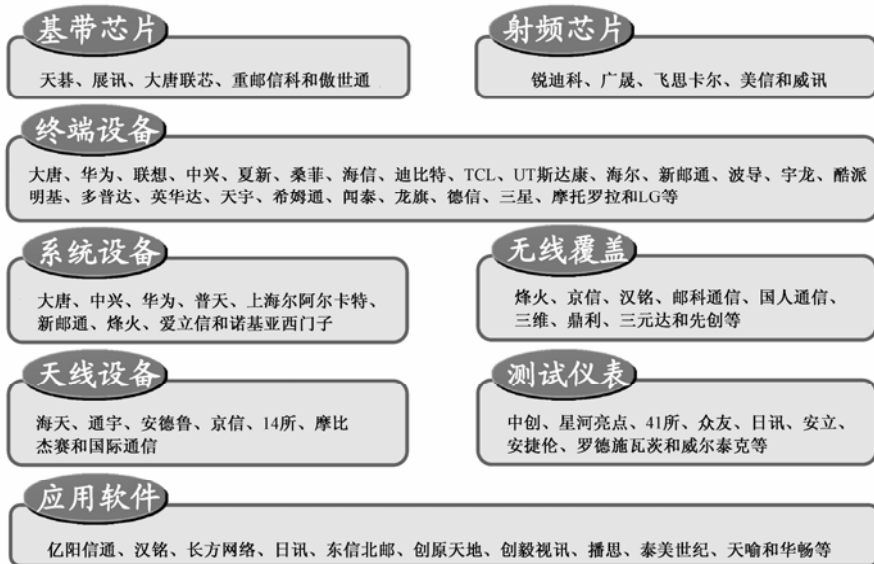 基带芯片
天碁、展讯、大唐联芯、重邮信科和傲世通
射频芯片
锐迪科、广晟、飞思卡尔、美信和威讯
终端设备
大唐、华为、联想、中兴、夏新、桑菲、海信、迪比特、TCL、UT斯达康、海尔、新邮通、波导、宇龙、酷派
明基、多普达、英华达、天宇、希姆通、闻泰、龙旗、德信、三星、摩托罗拉和LG等
系统设备
大唐、中兴、华为、普天、上海尔阿尔卡特、
新邮通、烽火、爱立信和诺基亚西门子
无线覆盖
烽火、京信、汉铭、邮科通信、国人通信、
三维、鼎利、三元达和先创等
天线设备
海天、通宇、安德鲁、京信、14所、摩比
杰赛和国际通信
测试仪表
中创、星河亮点、41所、众友、日讯、安立、
安捷伦、罗德施瓦茨和威尔泰克等
应用软件
亿阳信通、汉铭、长方网络、日讯、东信北邮、创原天地、创毅视讯、播思、泰美世纪、天喻和华畅等